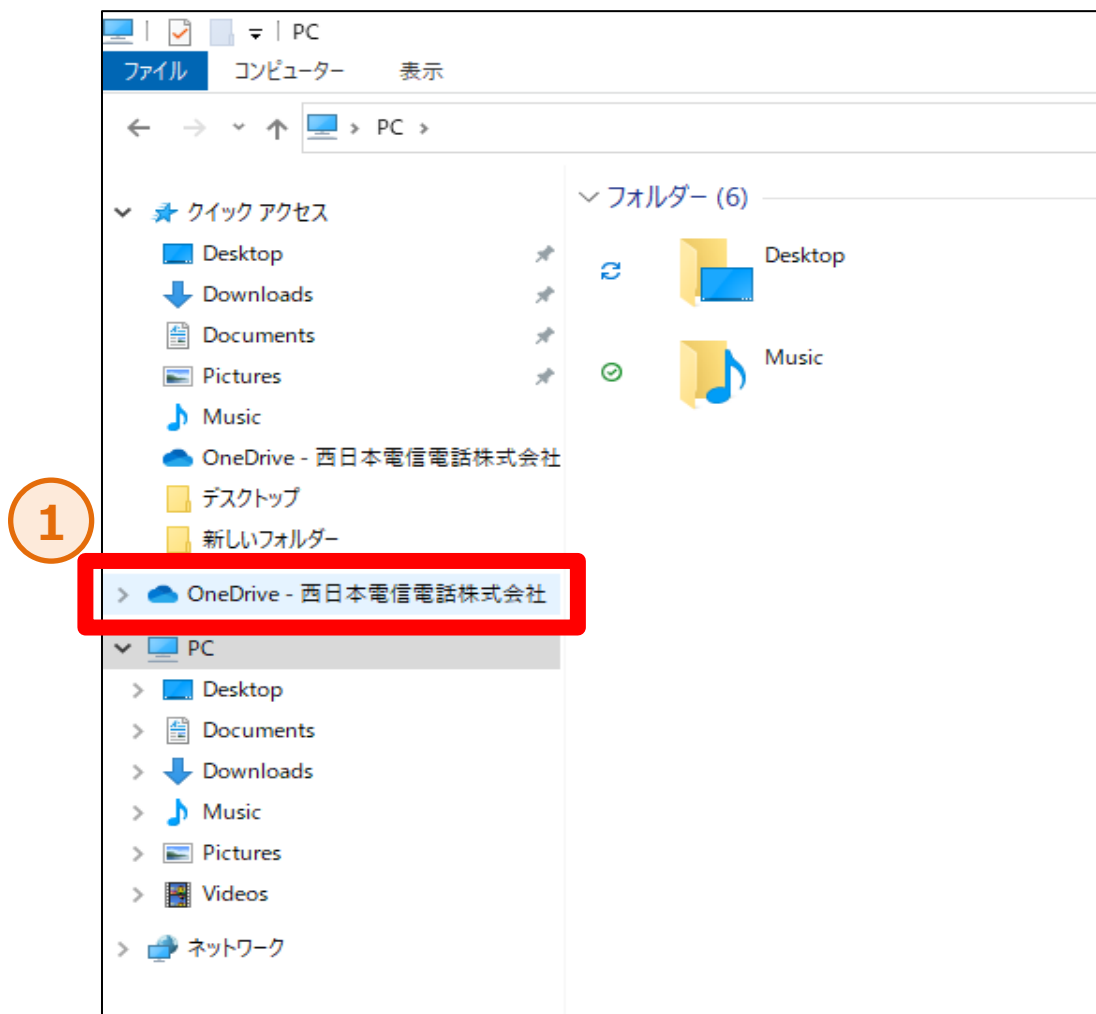 PC
ファイル コンピューター 表示
PC
クイック アクセス
Desktop
Downloads
Documents
Pictures
Music
OneDrive - 西日本電信電話株式会社
デスクトップ
新しいフォルダー
1
OneDrive - 西日本電信電話株式会社
PC
Desktop
Documents
Downloads
Music
Pictures
Videos
ネットワーク
フォルダー (6)
Desktop
Music